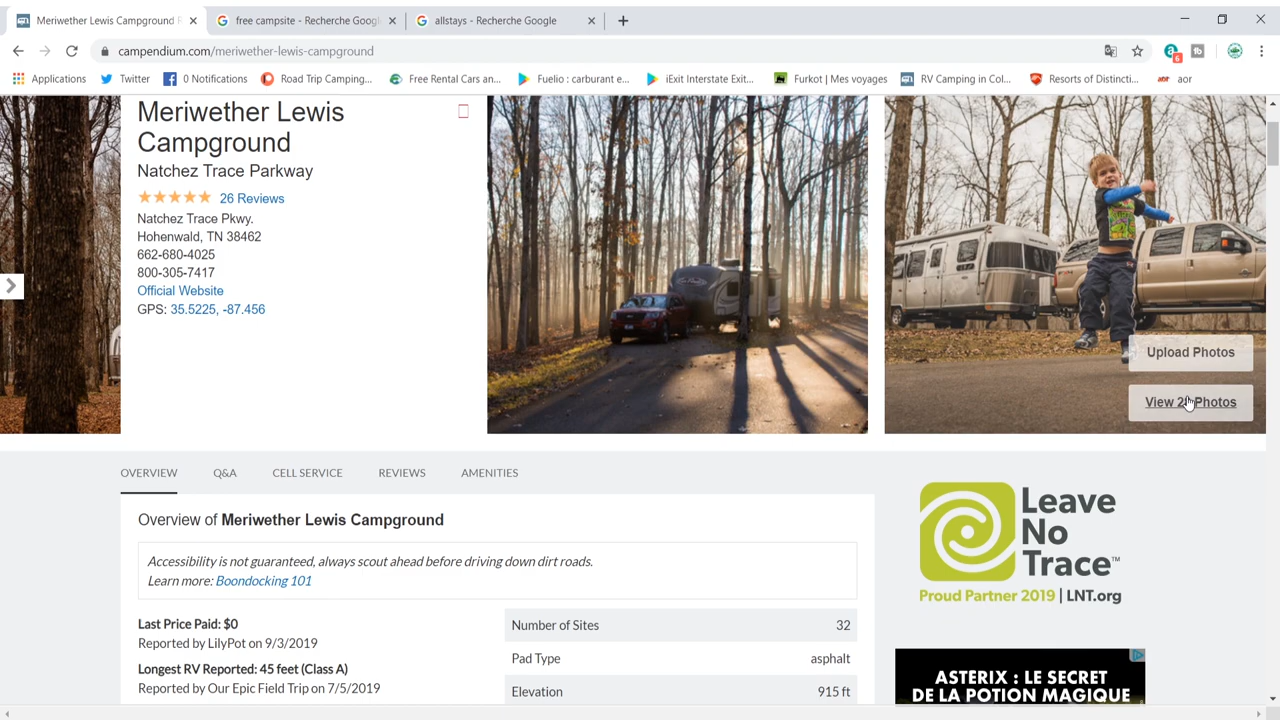 Meriwether Lewis Campground
free campsite - Recherche Googl
allstays - Recherche Google
campendium.com/meriwether-lewis-campground
6
Applications
Twitter
0 Notifications
Road Trip Camping...
Free Rental Cars an...
Fuelio : carburant e...
iExit Interstate Exit...
Furkot | Mes voyages
RV Camping in Col...
Resorts of Distincti...
aor
Meriwether Lewis
Campground
Natchez Trace Parkway
26 Reviews
Natchez Trace Pkwy.
Hohenwald, TN 38462
662-680-4025
800-305-7417
Official Website
GPS: 35.5225, -87.456
Upload Photos
View Photos
OVERVIEW
Q&A
CELL SERVICE
REVIEWS
AMENITIES
Overview of Meriwether Lewis Campground
Accessibility is not guaranteed, always scout ahead before driving down dirt roads.
Learn more: Boondocking 101
Last Price Paid: $0
Reported by LilyPot on 9/3/2019
Longest RV Reported: 45 feet (Class A)
Reported by Our Epic Field Trip on 7/5/2019
Number of Sites 32
Pad Type asphalt
Elevation 915 ft
Leave
No
Trace™
Proud Partner 2019 | LNT.org
ASTÉRIX : LE SECRET
DE LA POTION MAGIQUE